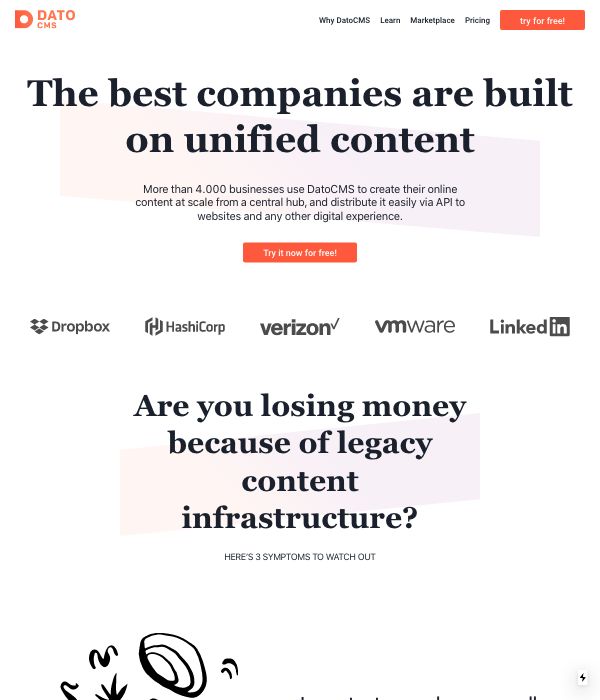 DATO
CMS
Why DatoCMS
Learn
Marketplace
Pricing
try for free!
The best companies are built
on unified content
More than 4.000 businesses use DatoCMS to create their online
content at scale from a central hub, and distribute it easily via API to
websites and any other digital experience.
Try it now for free!
Dropbox
HashiCorp
verizon
vmware
Linked in
Are you losing money
because of legacy
content
infrastructure?
HERE'S 3 SYMPTOMS TO WATCH OUT